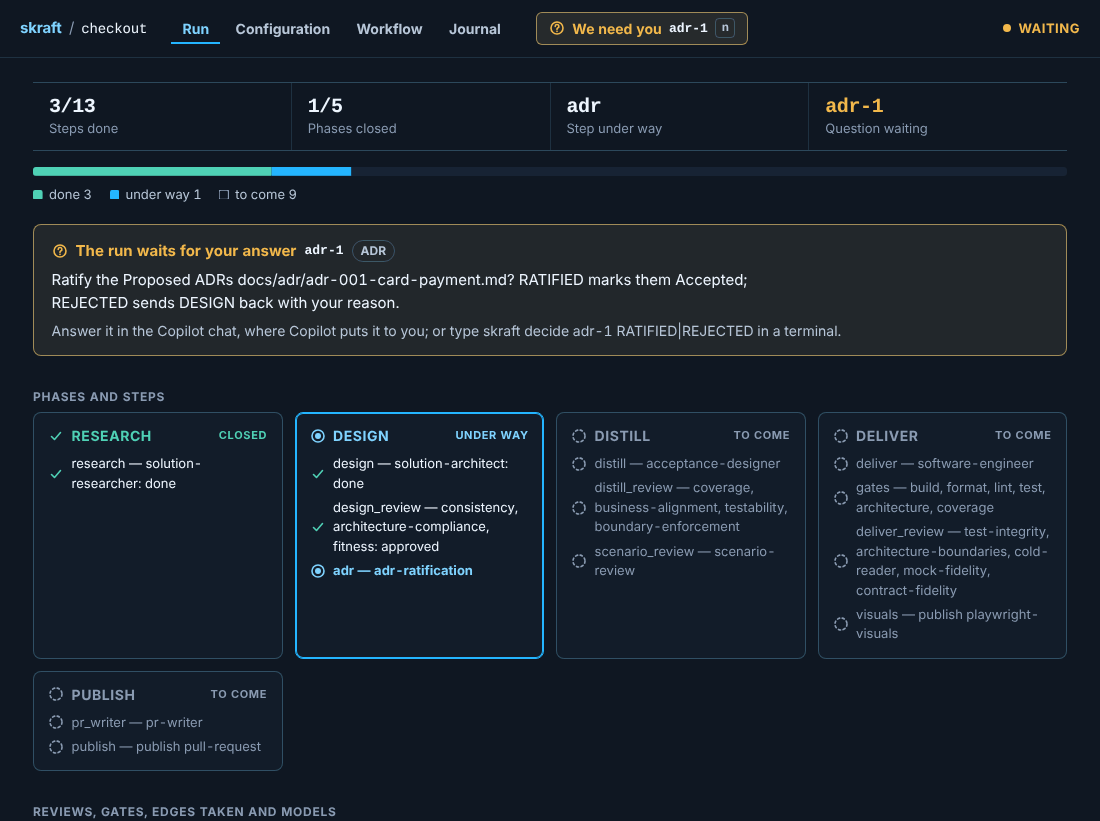 skraft / checkout
Run
Configuration
Workflow
Journal
We need you adr-1 n
WAITING
3/13
Steps done
1/5
Phases closed
adr
Step under way
adr-1
Question waiting
done 3
under way 1
to come 9
The run waits for your answer adr-1 ADR
Ratify the Proposed ADRs docs/adr/adr-001-card-payment.md? RATIFIED marks them Accepted;
REJECTED sends DESIGN back with your reason.
Answer it in the Copilot chat, where Copilot puts it to you; or type skraft decide adr-1 RATIFIED|REJECTED in a terminal.
PHASES AND STEPS
RESEARCH CLOSED
research — solution-
researcher: done
DESIGN UNDER WAY
design — solution-architect:
done
design_review — consistency,
architecture-compliance,
fitness: approved
adr — adr-ratification
DISTILL TO COME
distill — acceptance-designer
distill_review — coverage,
business-alignment, testability,
boundary-enforcement
scenario_review — scenario-
review
DELIVER TO COME
deliver — software-engineer
gates — build, format, lint, test,
architecture, coverage
deliver_review — test-integrity,
architecture-boundaries, cold-
reader, mock-fidelity,
contract-fidelity
visuals — publish playwright-
visuals
PUBLISH TO COME
pr_writer — pr-writer
publish — publish pull-request
REVIEWS, GATES, EDGES TAKEN AND MODELS